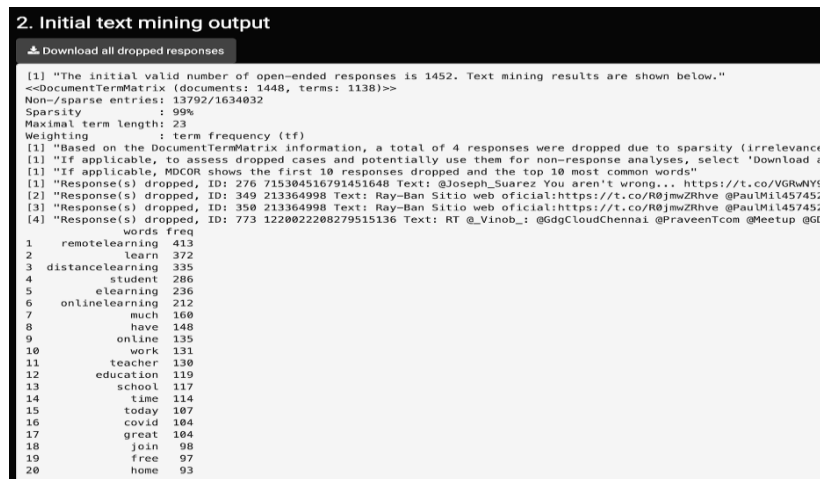 2. Initial text mining output
Download all dropped responses
[1] "The initial valid number of open-ended responses is 1452. Text mining results are shown below."
<<DocumentTermMatrix (documents: 1448, terms: 1138)>>
Non-/sparse entries: 13792/1634032
Sparsity : 99%
Maximal term length: 23
Weighting : term frequency (tf)
[1] "Based on the DocumentTermMatrix information, a total of 4 responses were dropped due to sparsity (irrelevance
[1] "If applicable, to assess dropped cases and potentially use them for non-response analyses, select 'Download a
[1] "If applicable, MDCOR shows the first 10 responses dropped and the top 10 most common words"
[1] "Response(s) dropped, ID: 276 715304516791451648 Text: @Joseph_Suarez You aren't wrong... https://t.co/VGRwNY9
[2] "Response(s) dropped, ID: 349 213364998 Text: Ray-Ban Sitio web oficial:https://t.co/R0jmwZRhve @PaulMil457452
[3] "Response(s) dropped, ID: 350 213364998 Text: Ray-Ban Sitio web oficial:https://t.co/R0jmwZRhve @PaulMil457452
[4] "Response(s) dropped, ID: 773 1220022208279515136 Text: RT @_Vinob_: @GdgCloudChennai @PraveenTcom @Meetup @GD
words freq
1 remotelearning 413
2 learn 372
3 distancelearning 335
4 student 286
5 elearning 236
6 onlinelearning 212
7 much 160
8 have 148
9 online 135
10 work 131
11 teacher 130
12 education 119
13 school 117
14 time 114
15 today 107
16 covid 104
17 great 104
18 join 98
19 free 97
20 home 93